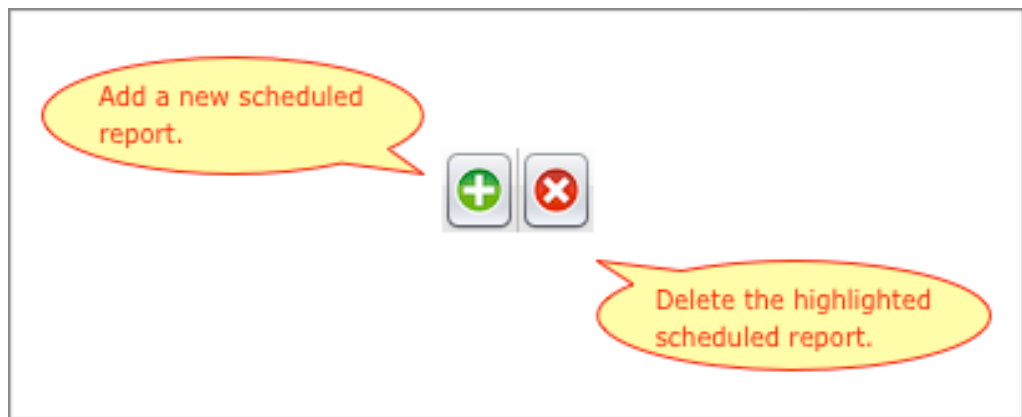 Add a new scheduled
report.
Delete the highlighted
scheduled report.